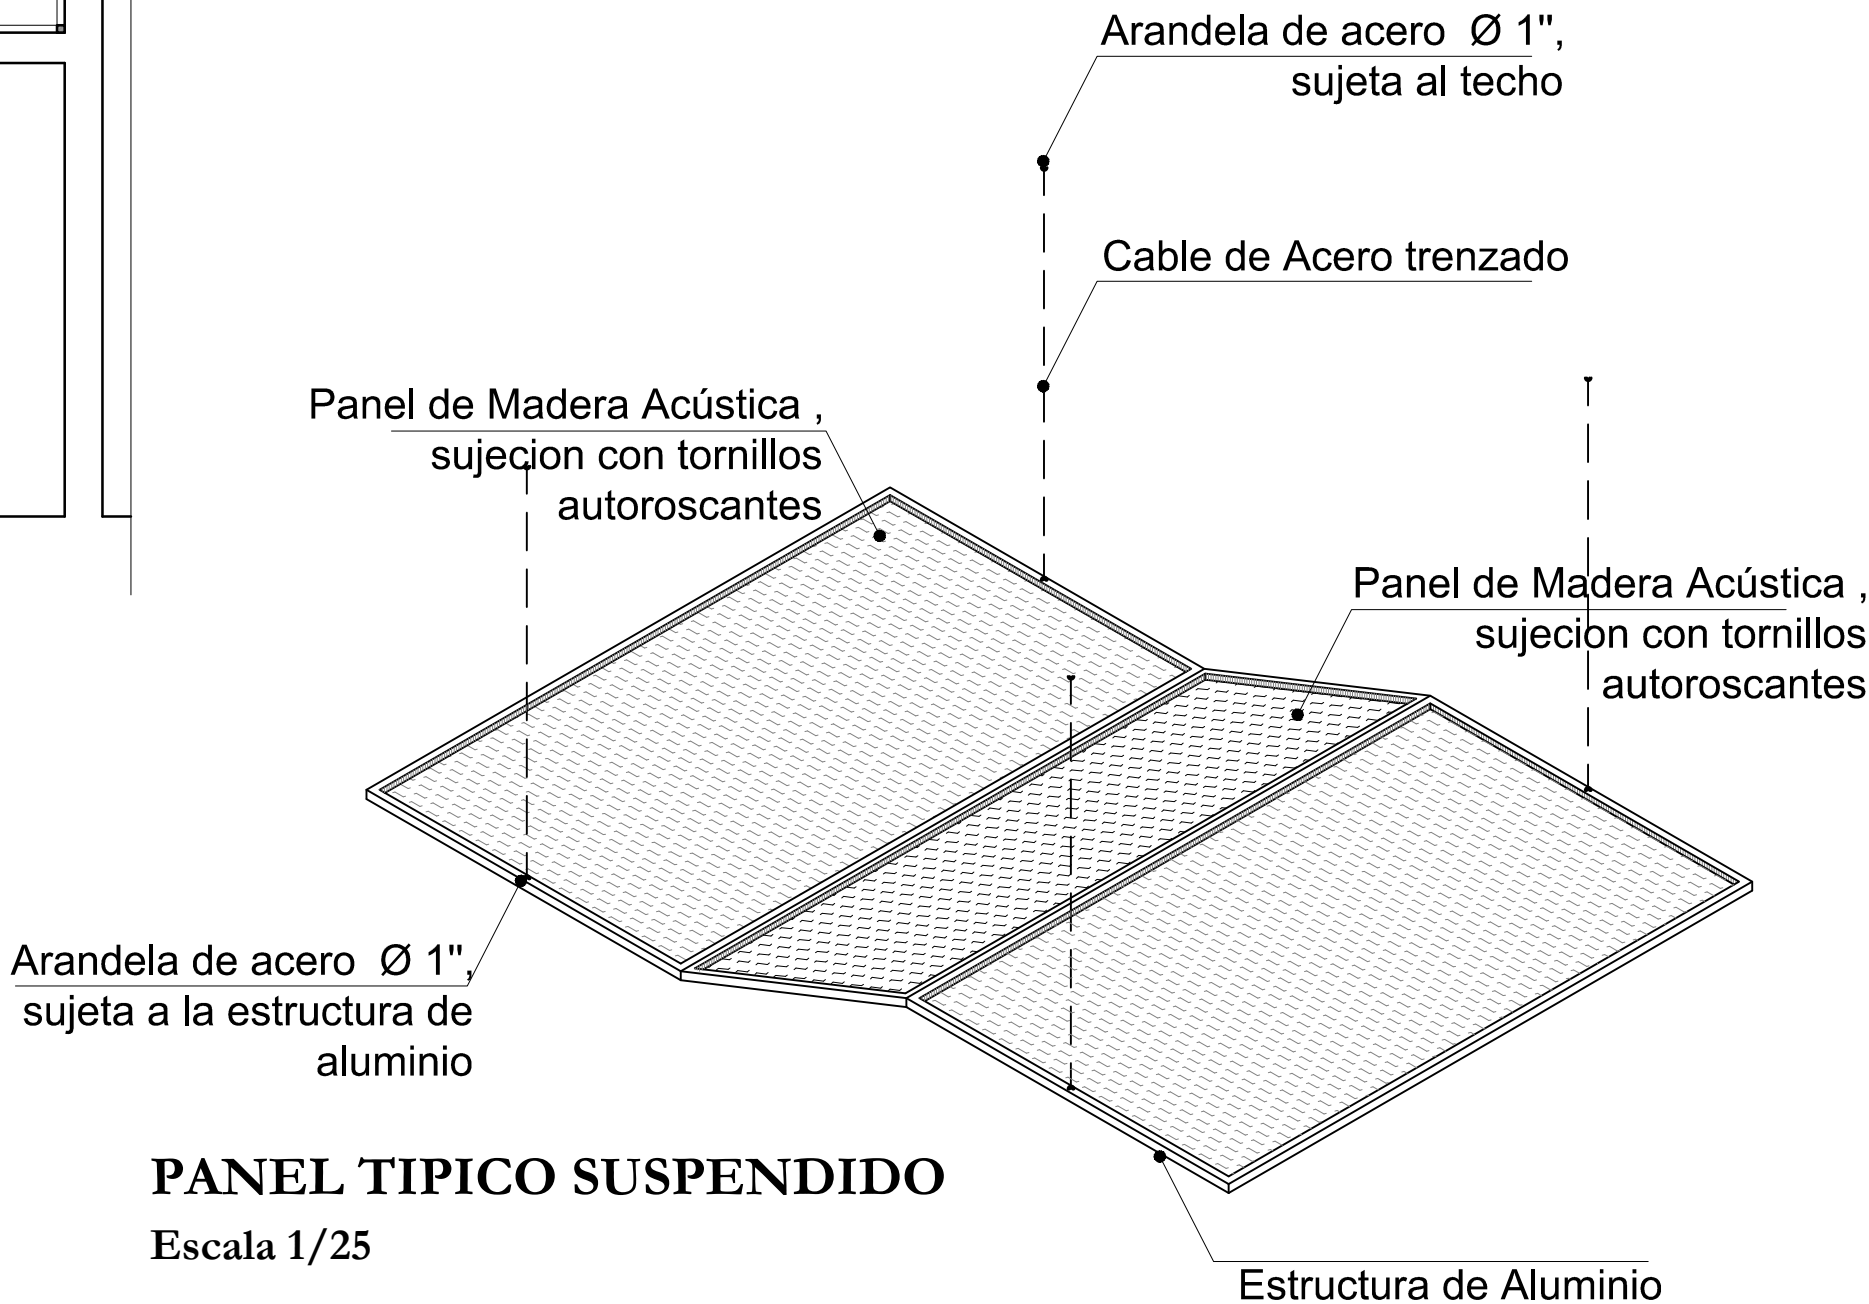 Arandela de acero Ø 1",
sujeta al techo
Cable de Acero trenzado
Panel de Madera Acústica ,
sujecion con tornillos
autoroscantes
Panel de Madera Acústica ,
sujecion con tornillos
autoroscantes
Arandela de acero Ø 1",
sujeta a la estructura de
aluminio
PANEL TIPICO SUSPENDIDO
Escala 1/25
Estructura de Aluminio